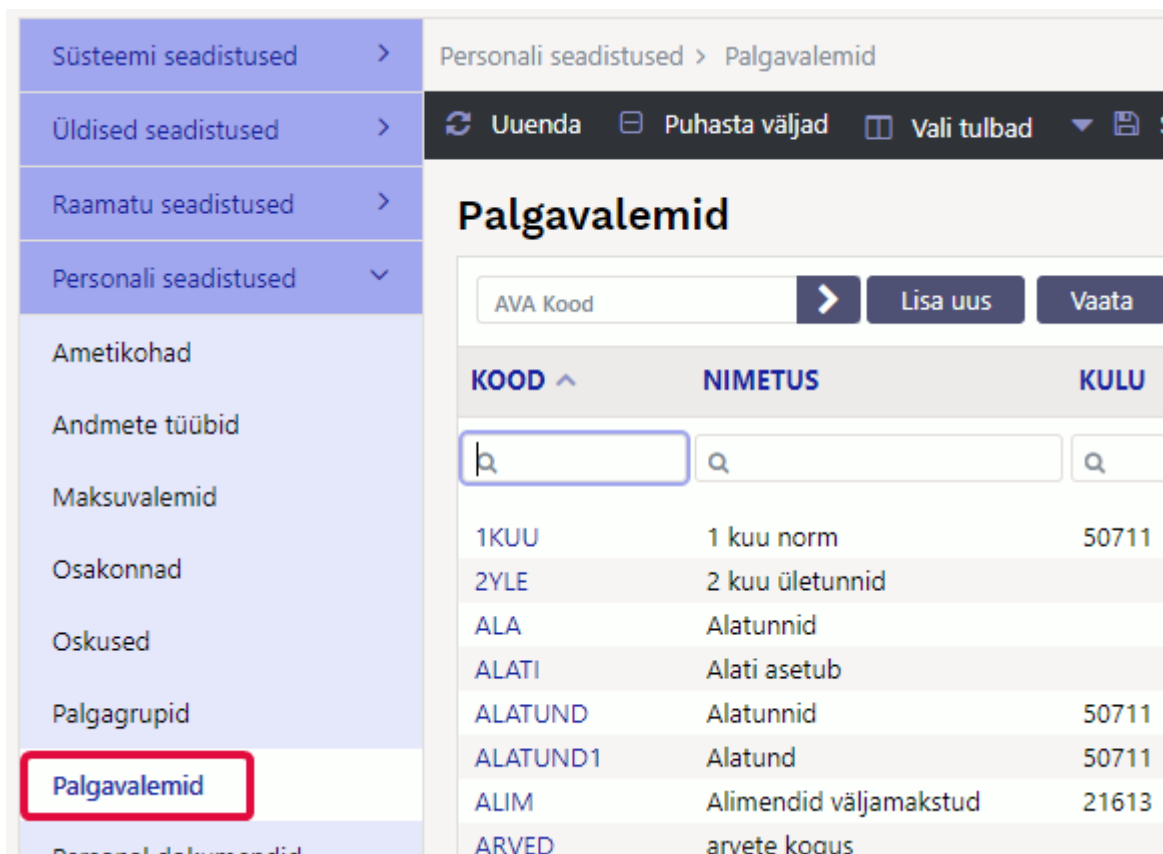 Süsteemi seadistused
Üldised seadistused
Raamatu seadistused
Personali seadistused
Ametikohad
Andmete tüübid
Maksuvalemid
Osakonnad
Oskused
Palgagrupid
Palgavalemid
Personal dokumendid
Personali seadistused > Palgavalemid
Uuenda Puhasta väljad Vali tulbad
Palgavalemid
AVA Kood Lisa uus Vaata
KOOD NIMETUS KULU
1KUU 1 kuu norm 50711
2YLE 2 kuu ületunnid
ALA Alatunnid
ALATI Alati asetub
ALATUND Alatunnid 50711
ALATUND1 Alatund 50711
ALIM Alimendid väljamakstud 21613
ARVED arvete kogus